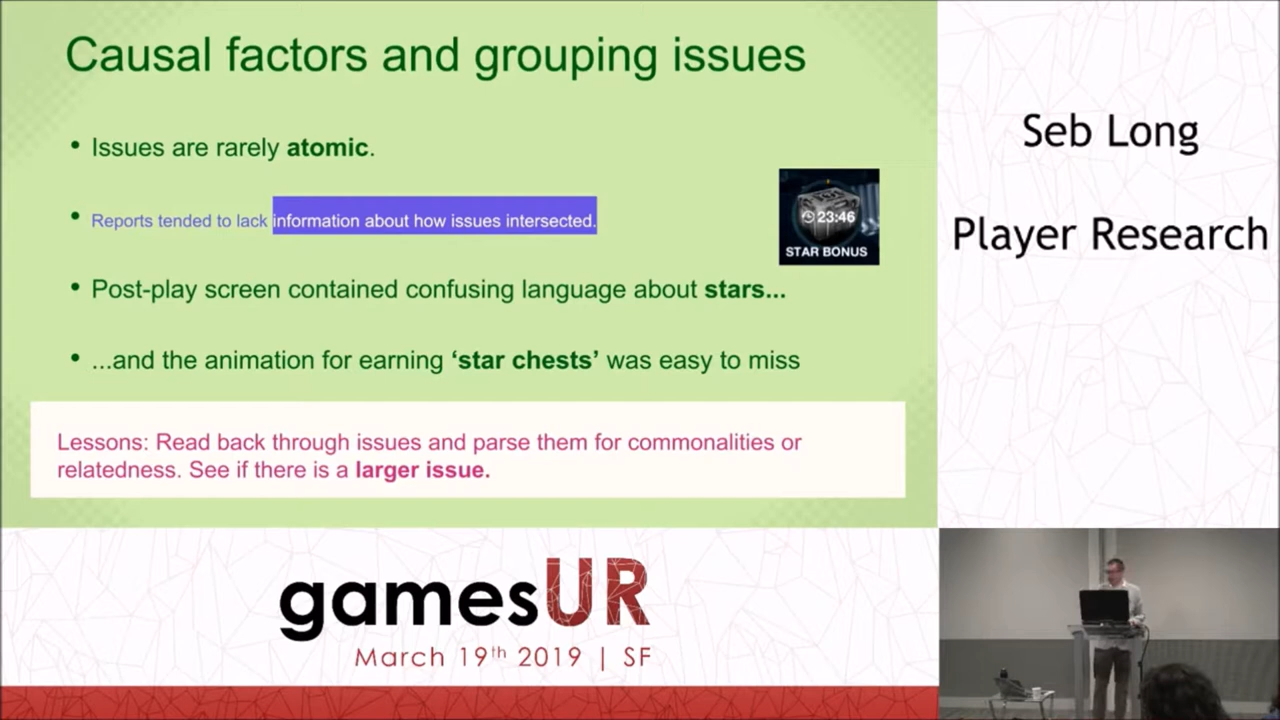 Causal factors and grouping issues
• Issues are rarely atomic.
• Reports tended to lack information about how issues intersected.
23:46
STAR BONUS
• Post-play screen contained confusing language about stars...
• ...and the animation for earning ‘star chests’ was easy to miss
Lessons: Read back through issues and parse them for commonalities or
relatedness. See if there is a larger issue.
Seb Long
Player Research
gamesUR
March 19th 2019 | SF